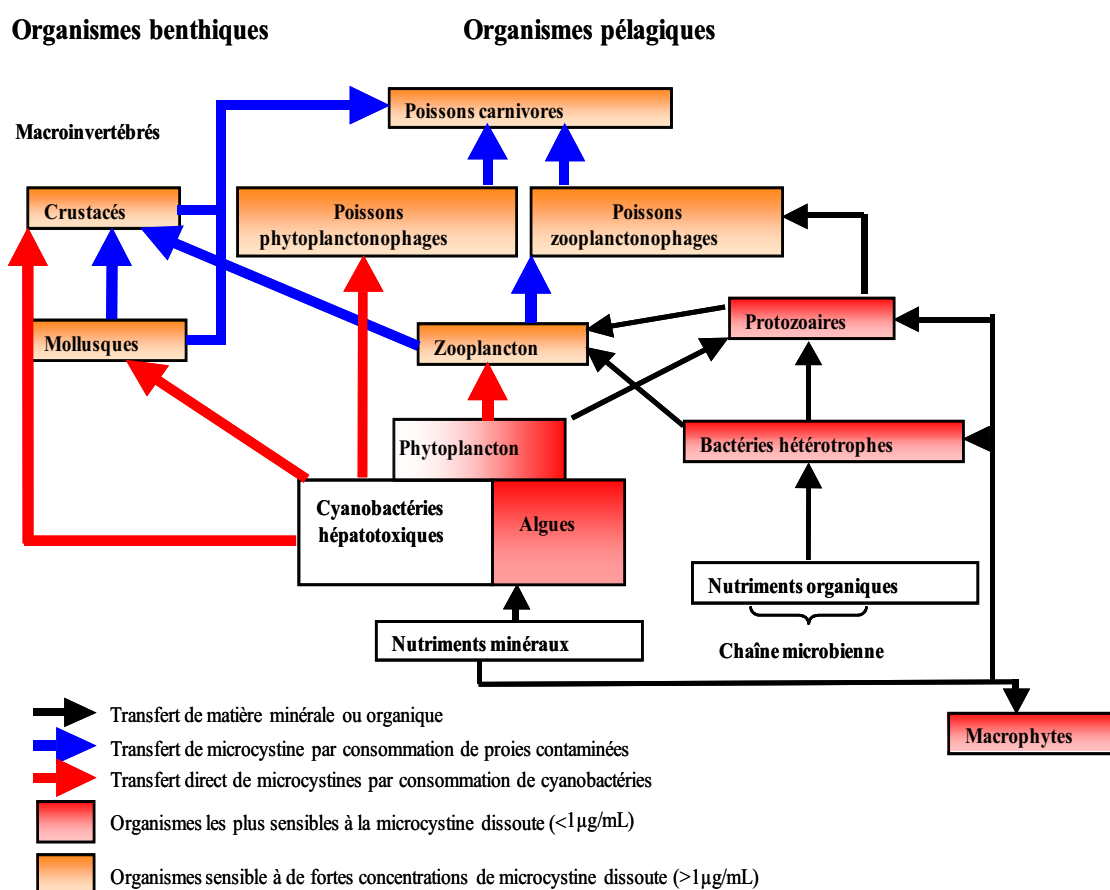 Organismes benthiques
Organismes pélagiques
Poissons carnivores
Macroinvertébrés
Crustacés
Poissons
phytoplanctonophages
Poissons
zooplanctonophages
Protozoaires
Mollusques
Zooplancton
Phytoplancton
Bactéries hétérotrophes
Cyanobactéries
hépatotoxiques
Algues
Nutriments organiques
Nutriments minéraux
Chaîne microbienne
Macrophytes
Transfert de matière minérale ou organique
Transfert de microcystine par consommation de proies contaminées
Transfert direct de microcystines par consommation de cyanobactéries
Organismes les plus sensibles à la microcystine dissoute (<1µg/mL)
Organismes sensible à de fortes concentrations de microcystine dissoute (>1µg/mL)